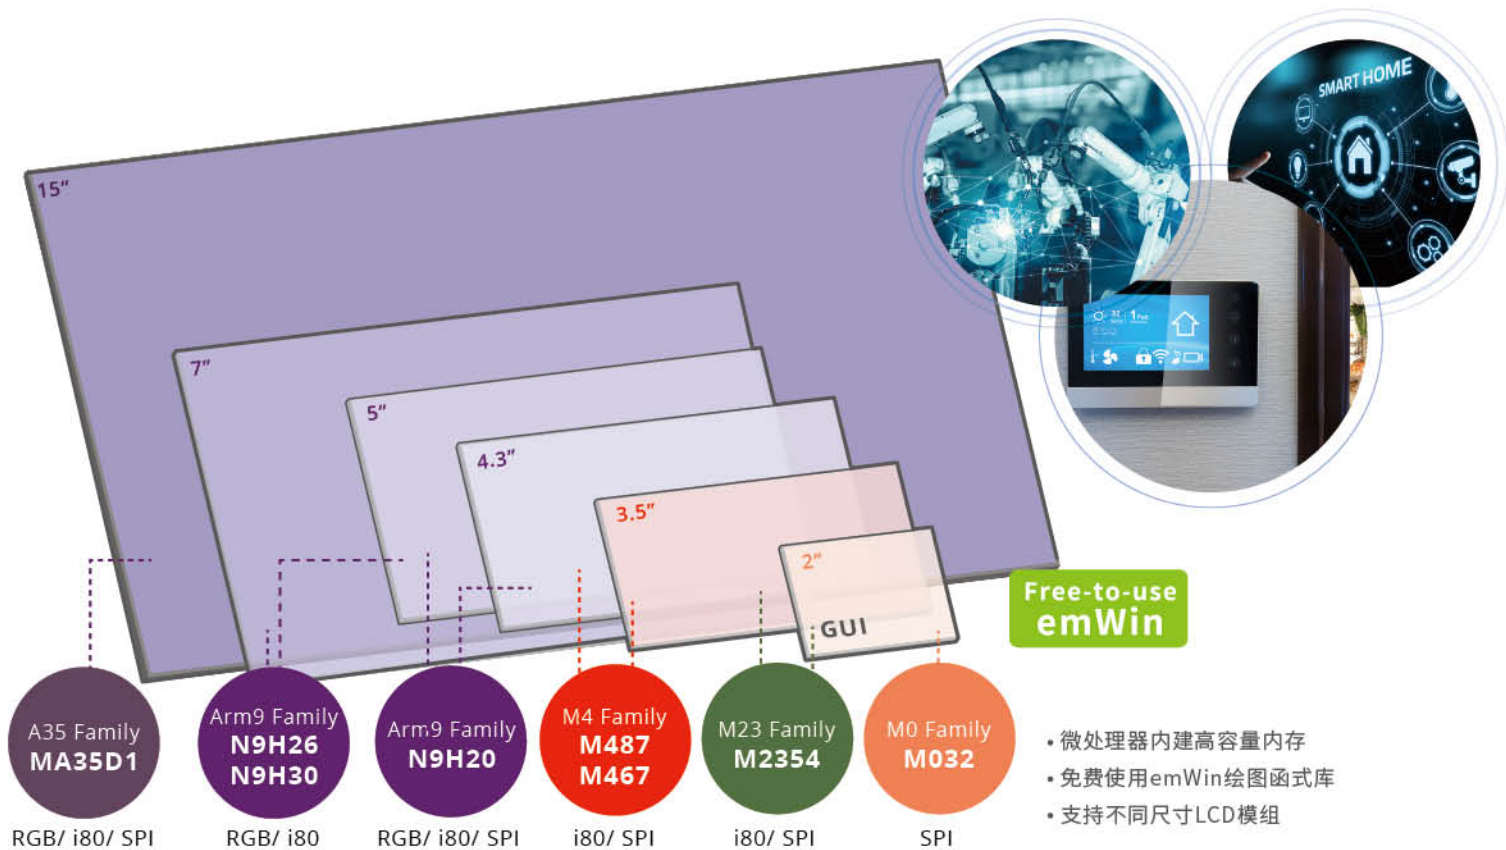 SMART HOME
15"
7"
5"
4.3"
3.5"
2"
GUI
Free-to-use
emWin
A35 Family
MA35D1
RGB/ i80/ SPI
Arm9 Family
N9H26
N9H30
RGB/ i80
Arm9 Family
N9H20
RGB/ i80/ SPI
M4 Family
M487
M467
i80/ SPI
M23 Family
M2354
i80/ SPI
M0 Family
M032
SPI
• 微处理器内建高容量内存
• 免费使用emWin绘图函式库
• 支持不同尺寸LCD模组